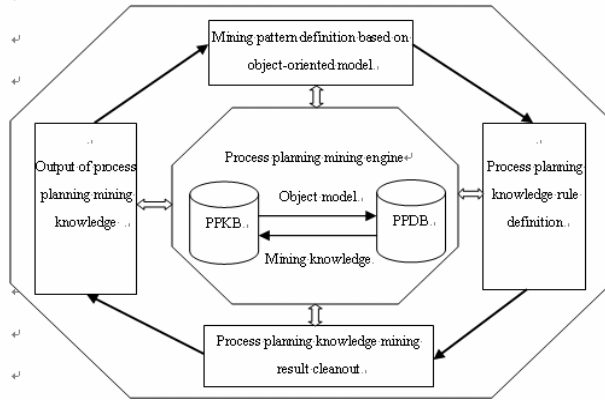 Mining pattern definition based on
object-oriented model.
Output of process
planning mining
knowledge
Process planning mining engine
Object model.
PPKB
PPDB
Mining knowledge
Process planning
knowledge rule
definition
Process planning knowledge mining
result cleanout